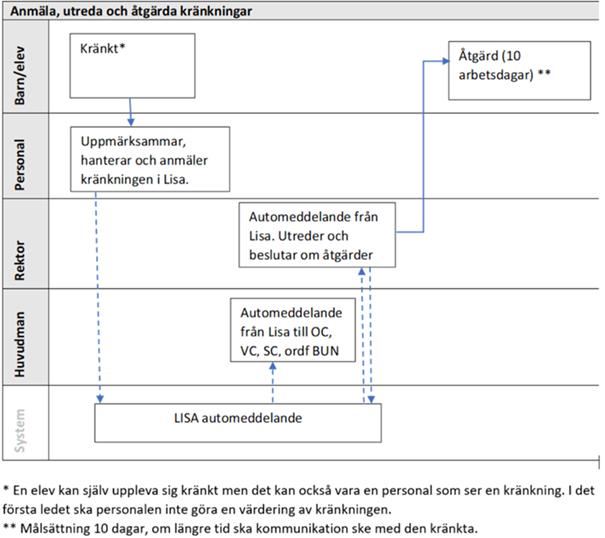 Anmäla, utreda och åtgärda kränkningar
Barn/elev
Kränkt*
Åtgärd (10
arbetsdagar) **
Personal
Uppmärksammar,
hanterar och anmäler
kränkningen i Lisa.
Rektor
Automeddelande från
Lisa. Utreder och
beslutar om åtgärder
Huvudman
Automeddelande
från Lisa till OC,
VC, SC, ordf BUN
System
LISA automeddelande
* En elev kan själv uppleva sig kränkt men det kan också vara en personal som ser en kränkning. I det
första ledet ska personalen inte göra en värdering av kränkningen.
** Målsättning 10 dagar, om längre tid ska kommunikation ske med den kränkta.